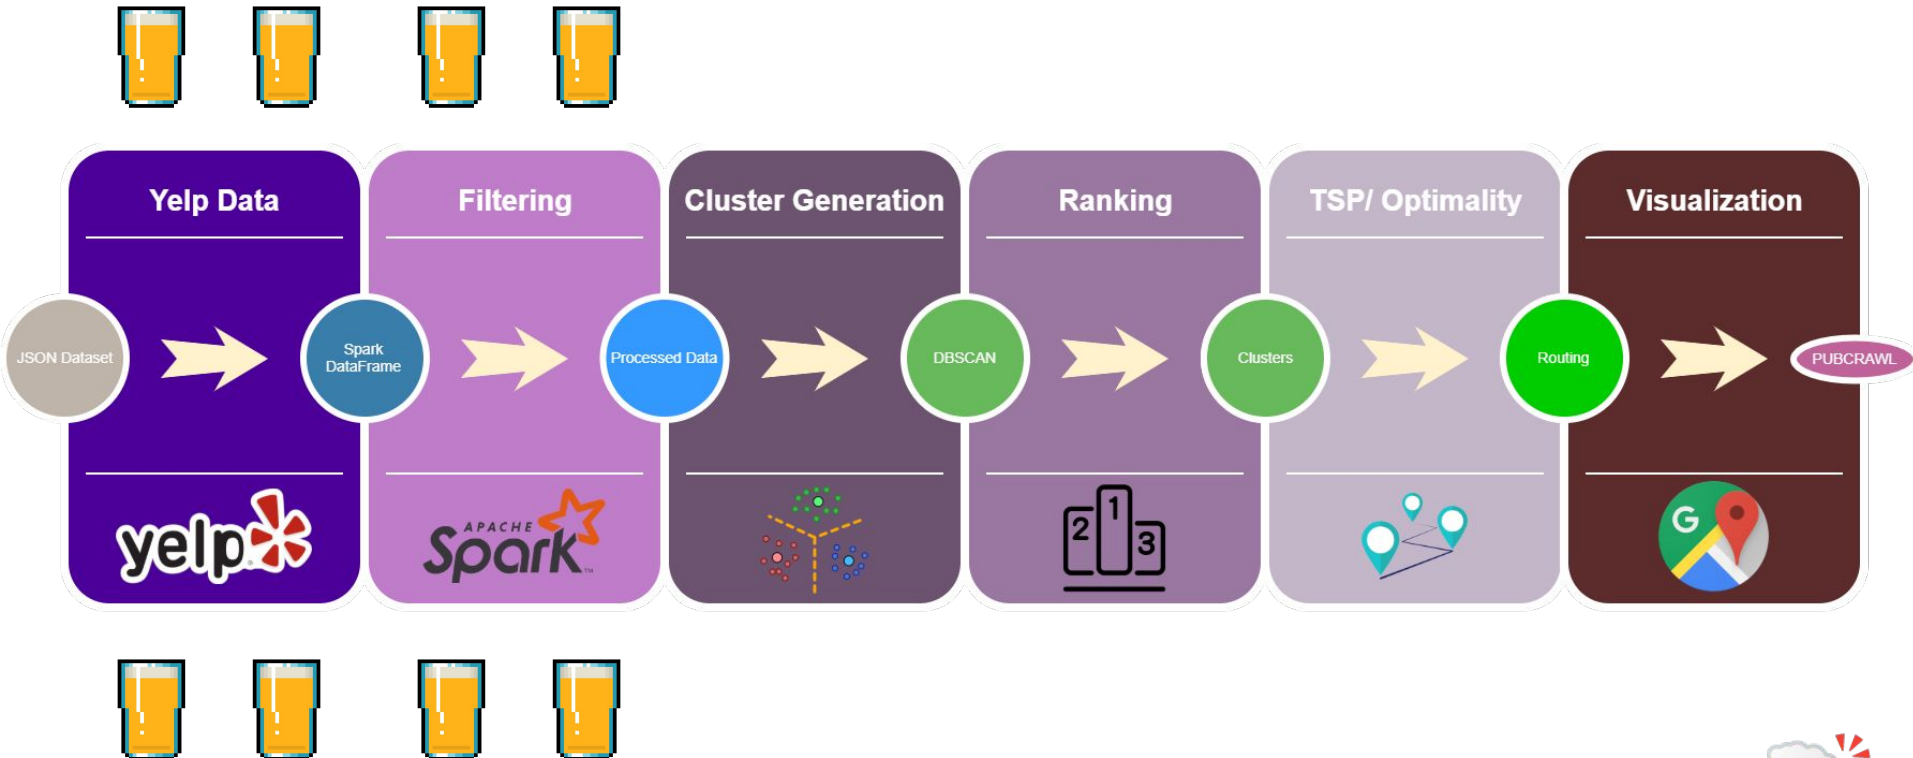 Yelp Data
Filtering
Cluster Generation
Ranking
TSP/ Optimality
Visualization
JSON Dataset
Spark
DataFrame
Processed Data
DBSCAN
Clusters
Routing
PUBCRAWL
yelp
APACHE
Spark
TM
2
1
3
G